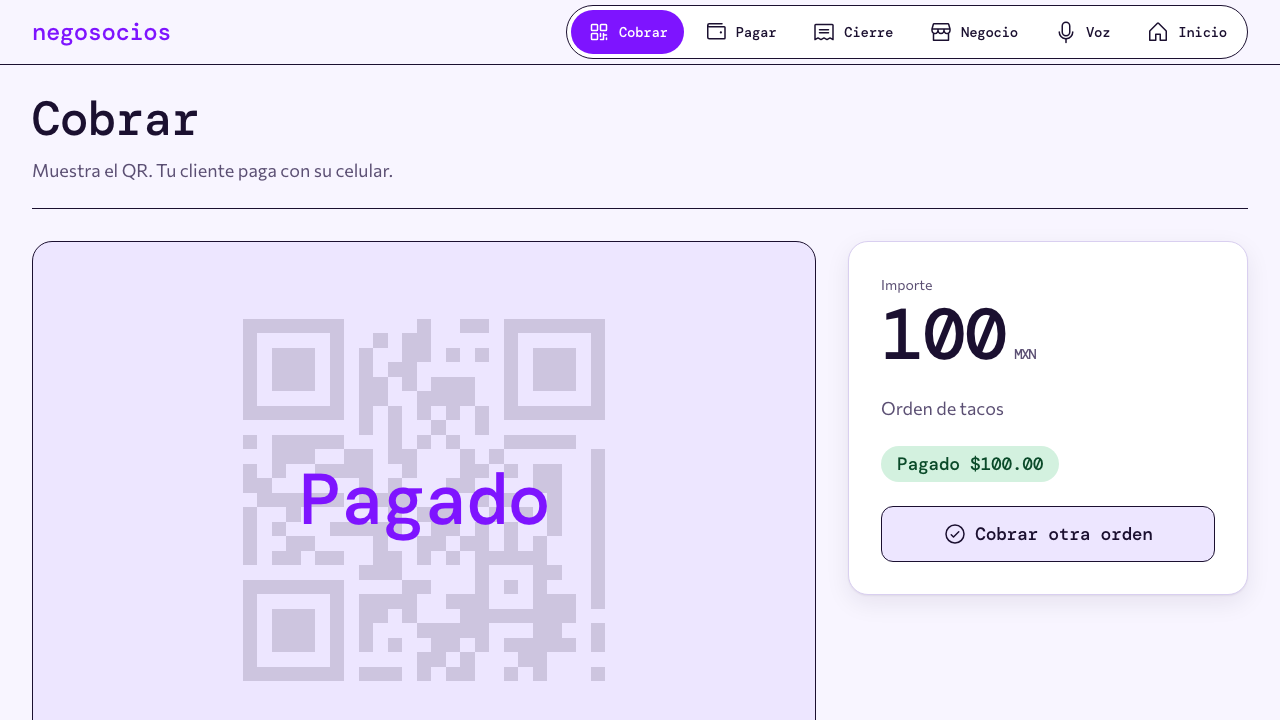 negosocios
Cobrar
Pagar
Cierre
Negocio
Voz
Inicio
Cobrar
Muestra el QR. Tu cliente paga con su celular.
Pagado
Importe
100 MXN
Orden de tacos
Pagado $100.00
Cobrar otra orden